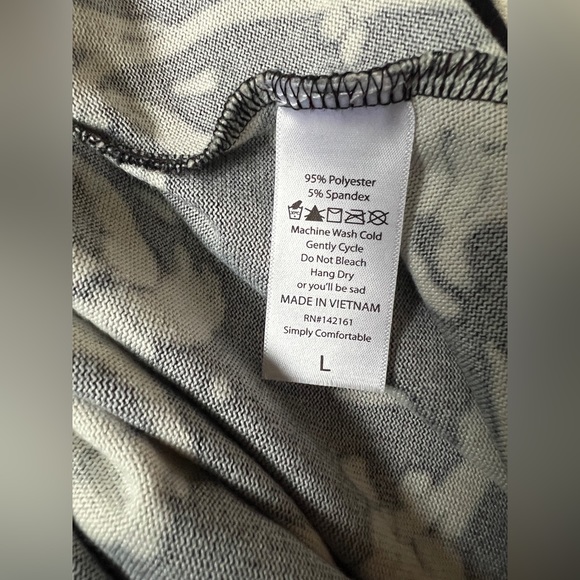 95% Polyester
5% Spandex
Machine Wash Cold
Gently Cycle
Do Not Bleach
Hang Dry
or you'll be sad
MADE IN VIETNAM
RN#142161
Simply Comfortable
L